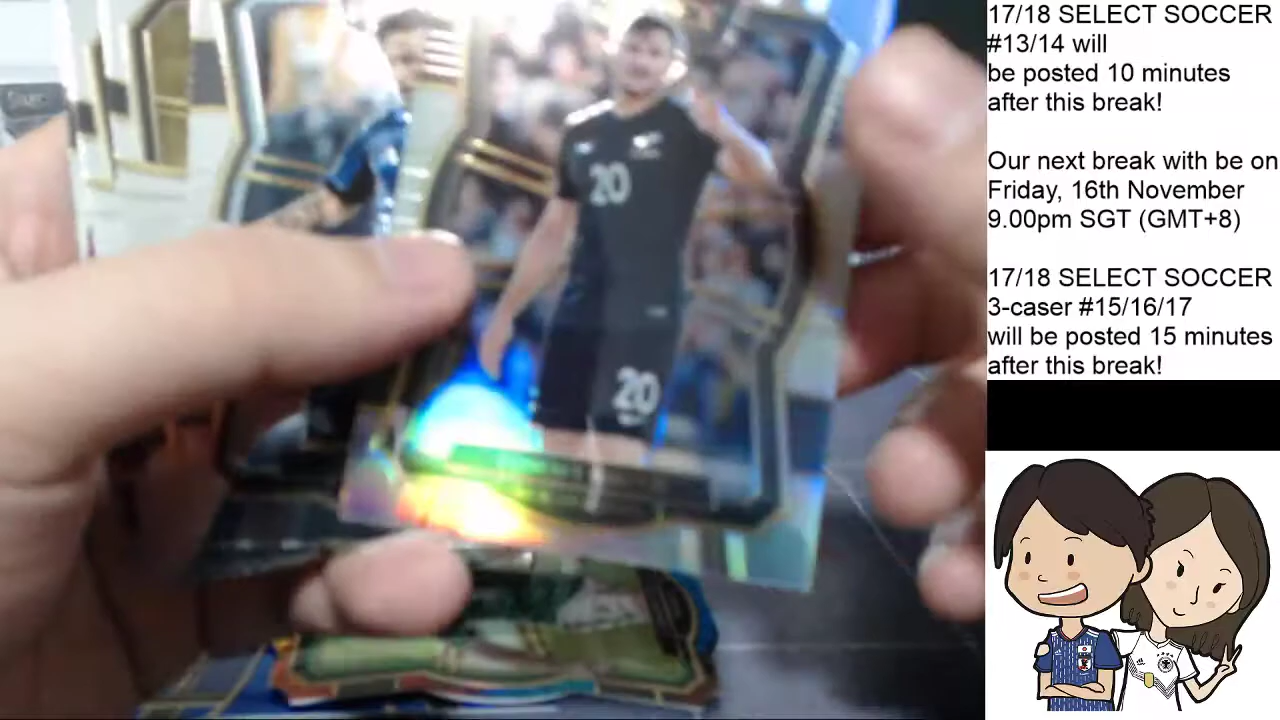 17/18 SELECT SOCCER
#13/14 will
be posted 10 minutes
after this break!
Our next break with be on
Friday, 16th November
9.00pm SGT (GMT+8)
17/18 SELECT SOCCER
3-caser #15/16/17
will be posted 15 minutes
after this break!
20
20